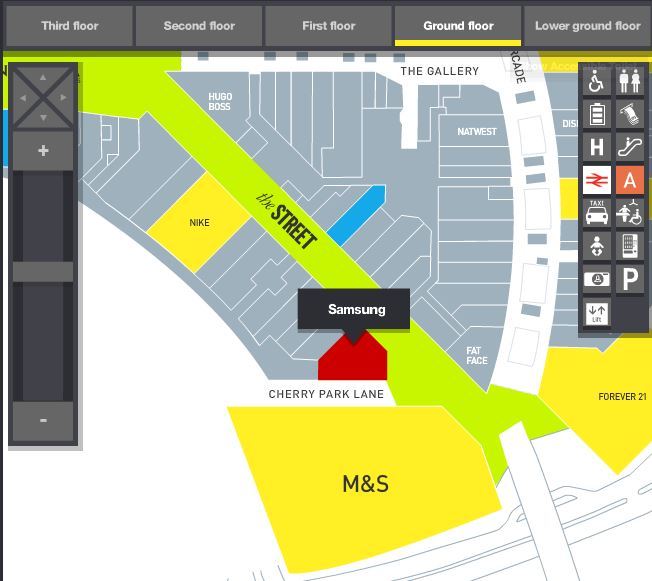 Third floor
Second floor
First floor
Ground floor
Lower ground floor
THE GALLERY
HUGO
BOSS
NATWEST
NIKE
the STREET
Samsung
FAT
FACE
CHERRY PARK LANE
FOREVER 21
M&S
H
A
TAXI
P
Lift
+
-